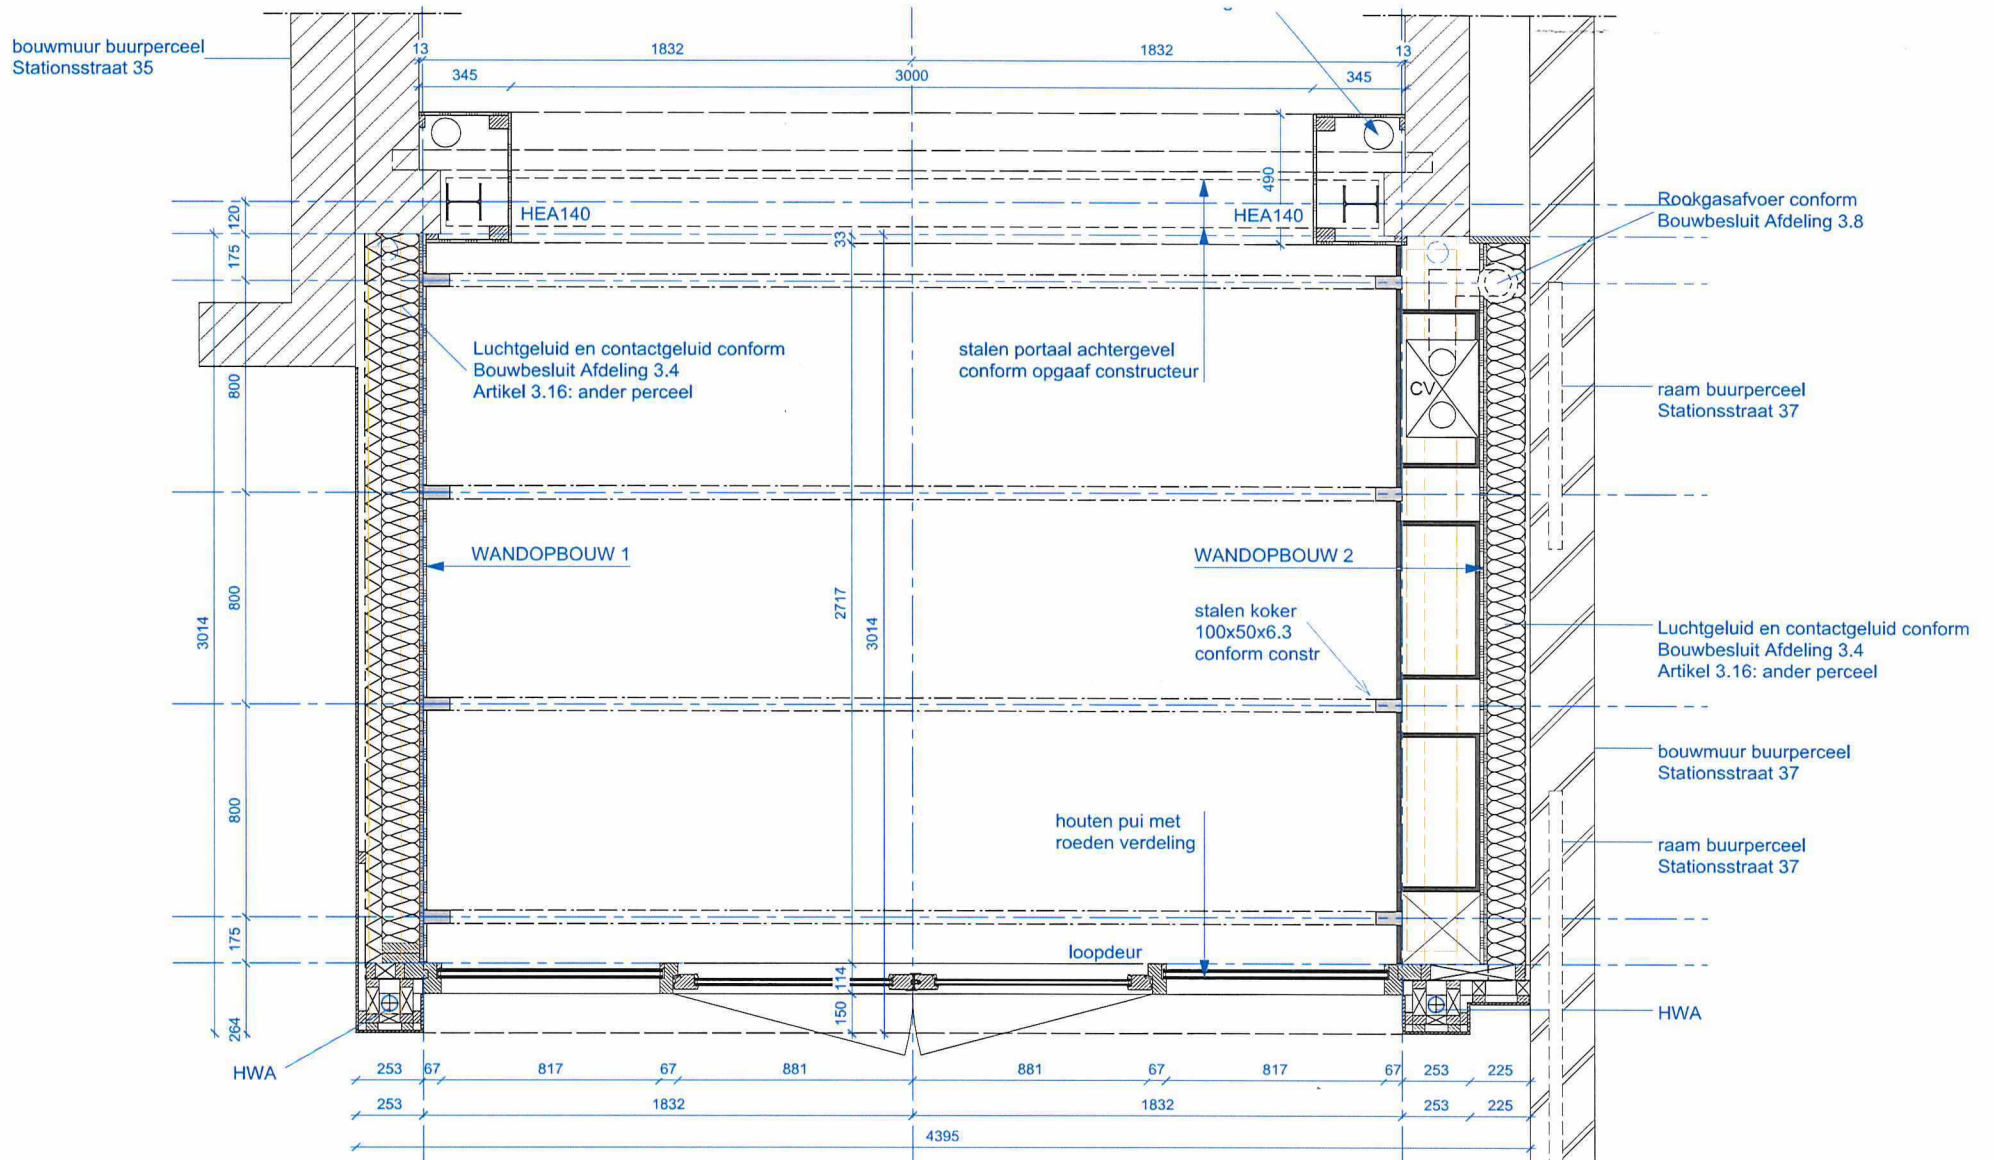 bouwmuur buurperceel
Stationsstraat 35
13
1832
1832
13
345
3000
345
490
HEA140
HEA140
Rookgasafvoer conform
Bouwbesluit Afdeling 3.8
120
175
33
800
Luchtgeluid en contactgeluid conform
Bouwbesluit Afdeling 3.4
Artikel 3.16: ander perceel
stalen portaal achtergevel
conform opgaaf constructeur
CV
raam buurperceel
Stationsstraat 37
WANDOPBOUW 1
WANDOPBOUW 2
800
3014
2717
3014
stalen koker
100x50x6.3
conform constr
Luchtgeluid en contactgeluid conform
Bouwbesluit Afdeling 3.4
Artikel 3.16: ander perceel
bouwmuur buurperceel
Stationsstraat 37
800
houten pui met
roeden verdeling
raam buurperceel
Stationsstraat 37
175
loopdeur
114
150
264
HWA
HWA
253
67
817
67
881
881
67
817
67
253
225
253
1832
1832
253
225
4395